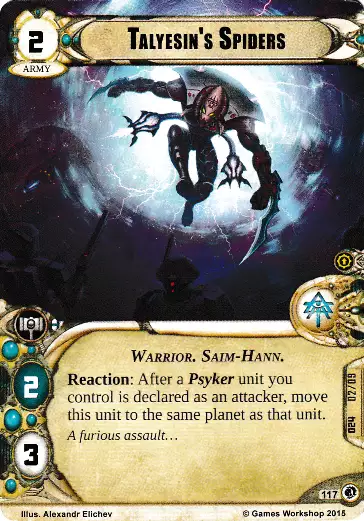 2
TALYESIN'S SPIDERS
ARMY
WARRIOR. SAIM-HANN.
Reaction: After a Psyker unit you
control is declared as an attacker, move
this unit to the same planet as that unit.
A furious assault…
2
3
024 02/09
117
Illus. Alexandr Elichev
© Games Workshop 2015